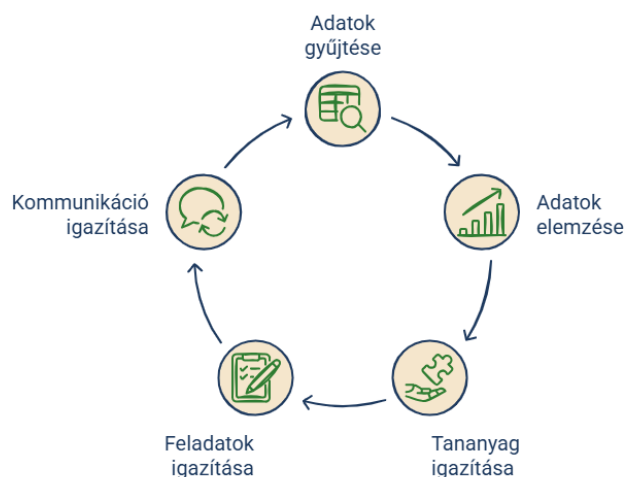 Adatok
gyűjtése
Adatok
elemzése
Tananyag
igazítása
Feladatok
igazítása
Kommunikáció
igazítása